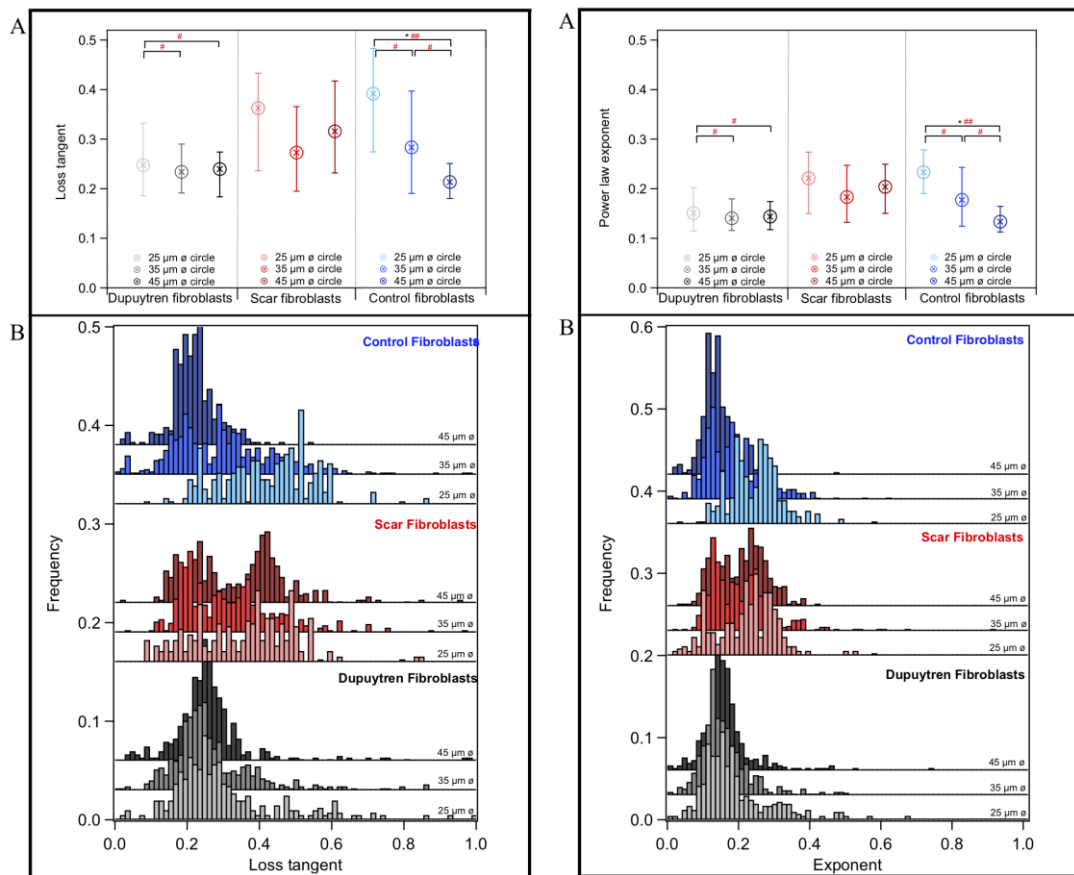 A
0.5
0.4
0.3
0.2
0.1
0.0
Loss tangent
#
#
* ##
#
#
25 µm ø circle
35 µm ø circle
45 µm ø circle
Dupuytren fibroblasts
25 µm ø circle
35 µm ø circle
45 µm ø circle
Scar fibroblasts
25 µm ø circle
35 µm ø circle
45 µm ø circle
Control fibroblasts
A
0.5
0.4
0.3
0.2
0.1
0.0
Power law exponent
#
#
* ##
#
#
25 µm ø circle
35 µm ø circle
45 µm ø circle
Dupuytren fibroblasts
25 µm ø circle
35 µm ø circle
45 µm ø circle
Scar fibroblasts
25 µm ø circle
35 µm ø circle
45 µm ø circle
Control fibroblasts
B
0.5
0.4
0.3
0.2
0.1
0.0
Frequency
Control Fibroblasts
45 µm ø
35 µm ø
25 µm ø
Scar Fibroblasts
45 µm ø
35 µm ø
25 µm ø
Dupuytren Fibroblasts
45 µm ø
35 µm ø
25 µm ø
0.0 0.2 0.4 0.6 0.8 1.0
Loss tangent
B
0.6
0.5
0.4
0.3
0.2
0.0
Frequency
Control Fibroblasts
45 µm ø
35 µm ø
25 µm ø
Scar Fibroblasts
45 µm ø
35 µm ø
25 µm ø
Dupuytren Fibroblasts
45 µm ø
35 µm ø
25 µm ø
0.0 0.2 0.4 0.6 0.8 1.0
Exponent